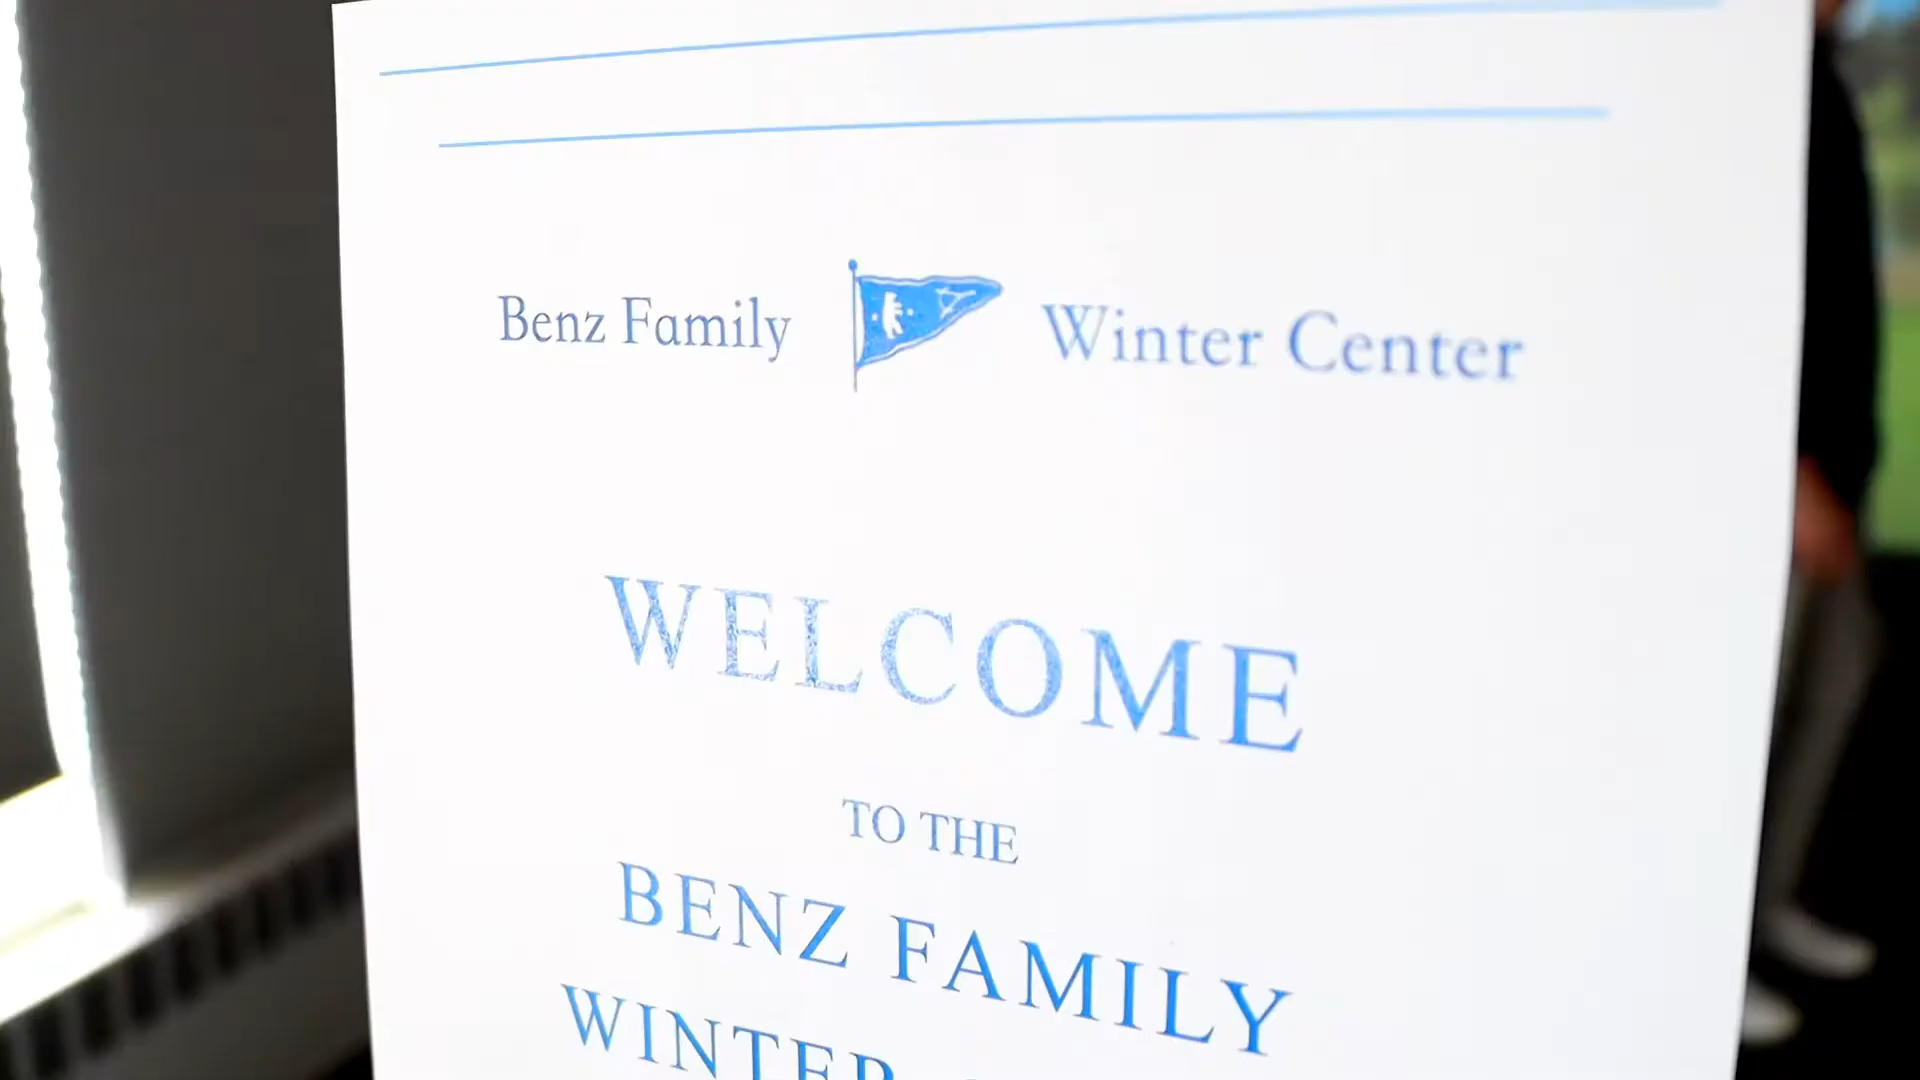 Benz Family Winter Center
WELCOME
TO THE
BENZ FAMILY
WINTER